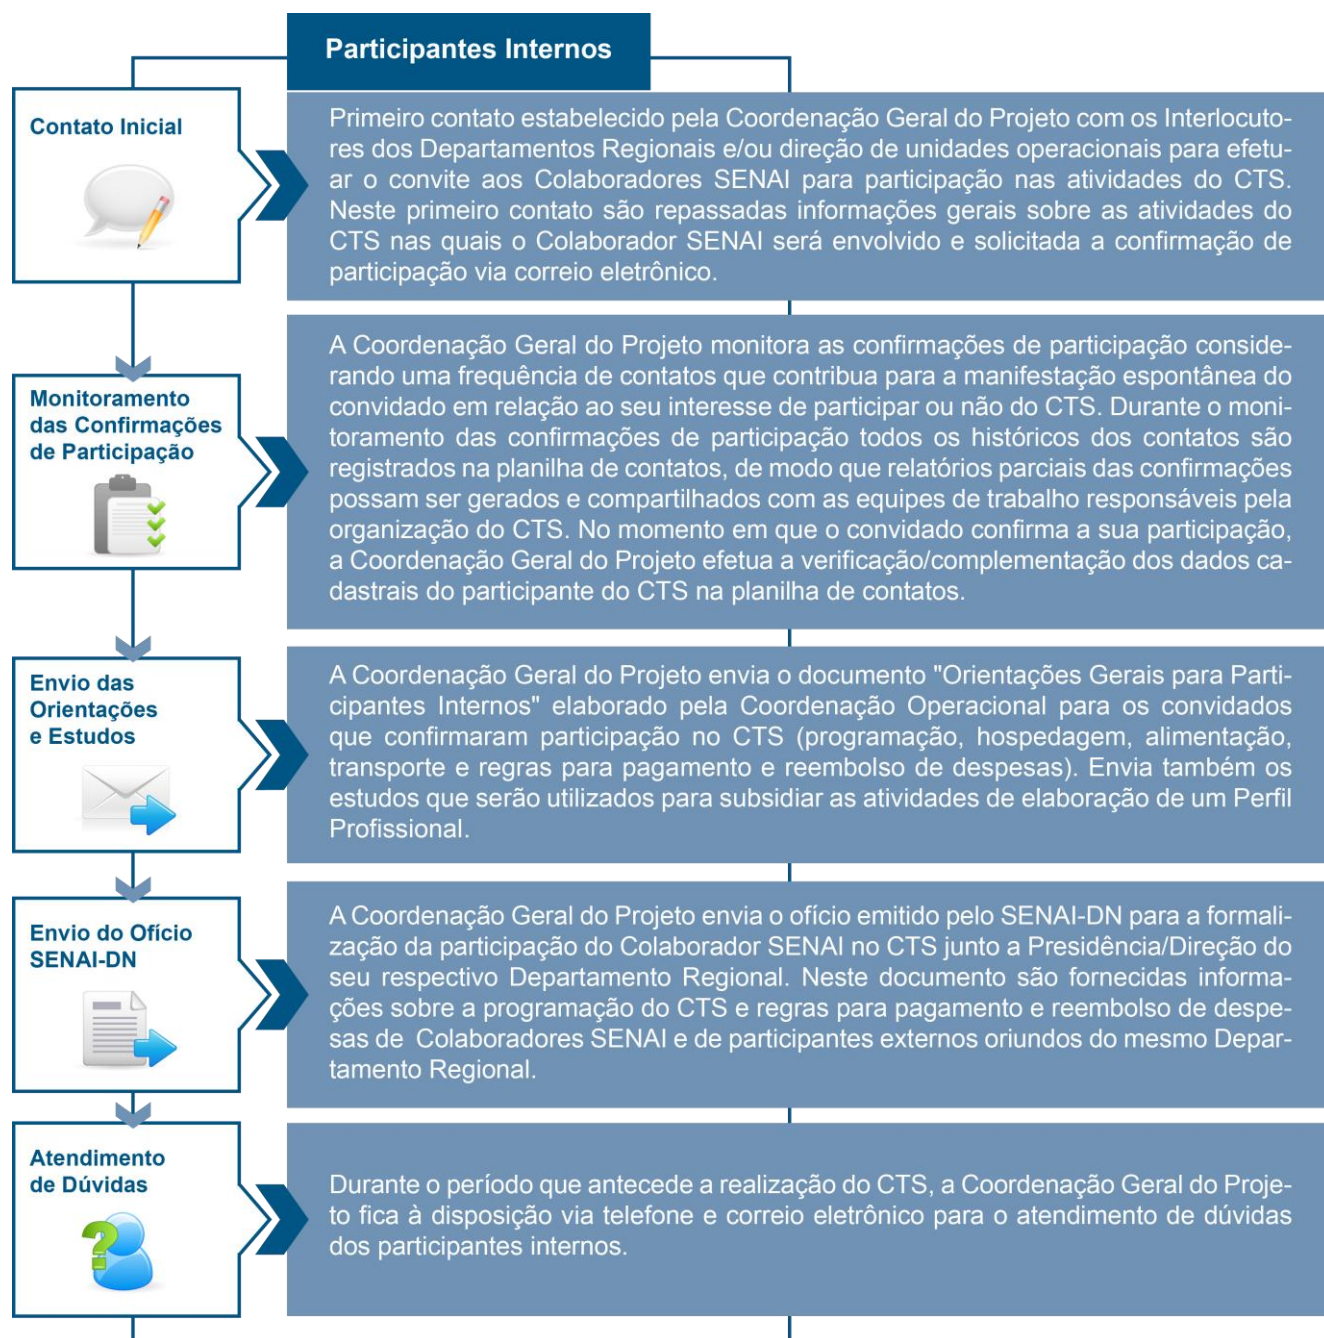 Participantes Internos
Contato Inicial
Primeiro contato estabelecido pela Coordenação Geral do Projeto com os Interlocuto-
res dos Departamentos Regionais e/ou direção de unidades operacionais para efetu-
ar o convite aos Colaboradores SENAI para participação nas atividades do CTS.
Neste primeiro contato são repassadas informações gerais sobre as atividades do
CTS nas quais o Colaborador SENAI será envolvido e solicitada a confirmação de
participação via correio eletrônico.
Monitoramento
das Confirmações
de Participação
A Coordenação Geral do Projeto monitora as confirmações de participação conside-
rando uma frequência de contatos que contribua para a manifestação espontânea do
convidado em relação ao seu interesse de participar ou não do CTS. Durante o moni-
toramento das confirmações de participação todos os históricos dos contatos são
registrados na planilha de contatos, de modo que relatórios parciais das confirmações
possam ser gerados e compartilhados com as equipes de trabalho responsáveis pela
organização do CTS. No momento em que o convidado confirma a sua participação,
a Coordenação Geral do Projeto efetua a verificação/complementação dos dados ca-
dastrais do participante do CTS na planilha de contatos.
Envio das
Orientações
e Estudos
A Coordenação Geral do Projeto envia o documento "Orientações Gerais para Parti-
cipantes Internos" elaborado pela Coordenação Operacional para os convidados
que confirmaram participação no CTS (programação, hospedagem, alimentação,
transporte e regras para pagamento e reembolso de despesas). Envia também os
estudos que serão utilizados para subsidiar as atividades de elaboração de um Perfil
Profissional.
Envio do Ofício
SENAI-DN
A Coordenação Geral do Projeto envia o ofício emitido pelo SENAI-DN para a formali-
zação da participação do Colaborador SENAI no CTS junto a Presidência/Direção do
seu respectivo Departamento Regional. Neste documento são fornecidas informa-
ções sobre a programação do CTS e regras para pagamento e reembolso de despe-
sas de Colaboradores SENAI e de participantes externos oriundos do mesmo Depar-
tamento Regional.
Atendimento
de Dúvidas
Durante o período que antecede a realização do CTS, a Coordenação Geral do Proje-
to fica à disposição via telefone e correio eletrônico para o atendimento de dúvidas
dos participantes internos.